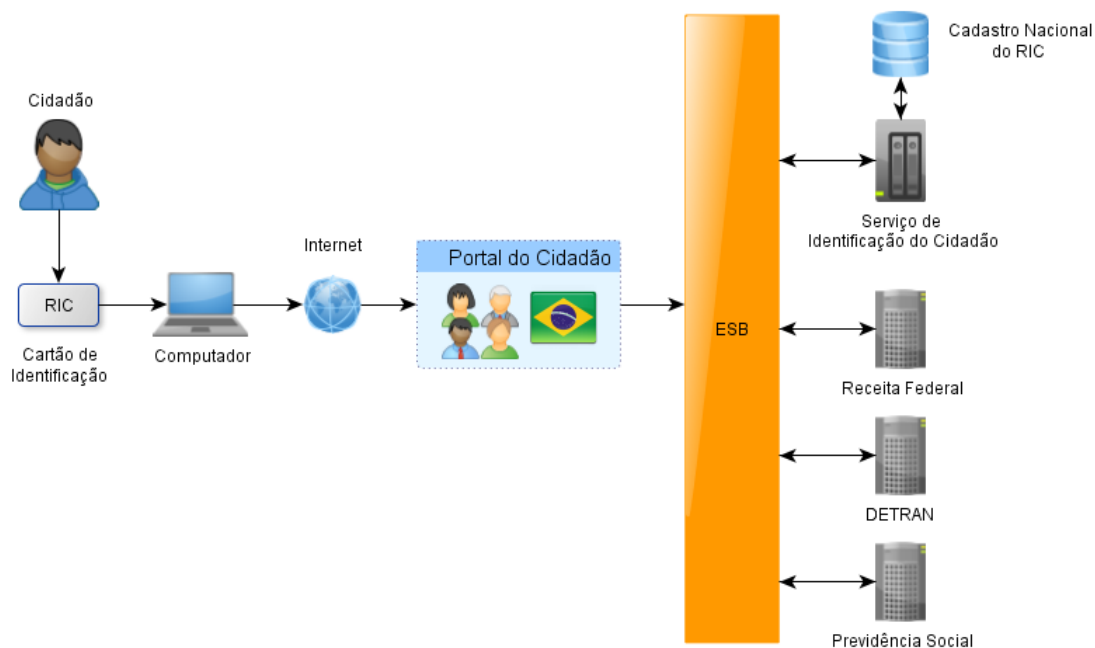 Cidadão
RIC
Cartão de
Identificação
Computador
Internet
Portal do Cidadão
ESB
Cadastro Nacional
do RIC
Serviço de
Identificação do Cidadão
Receita Federal
DETRAN
Previdência Social